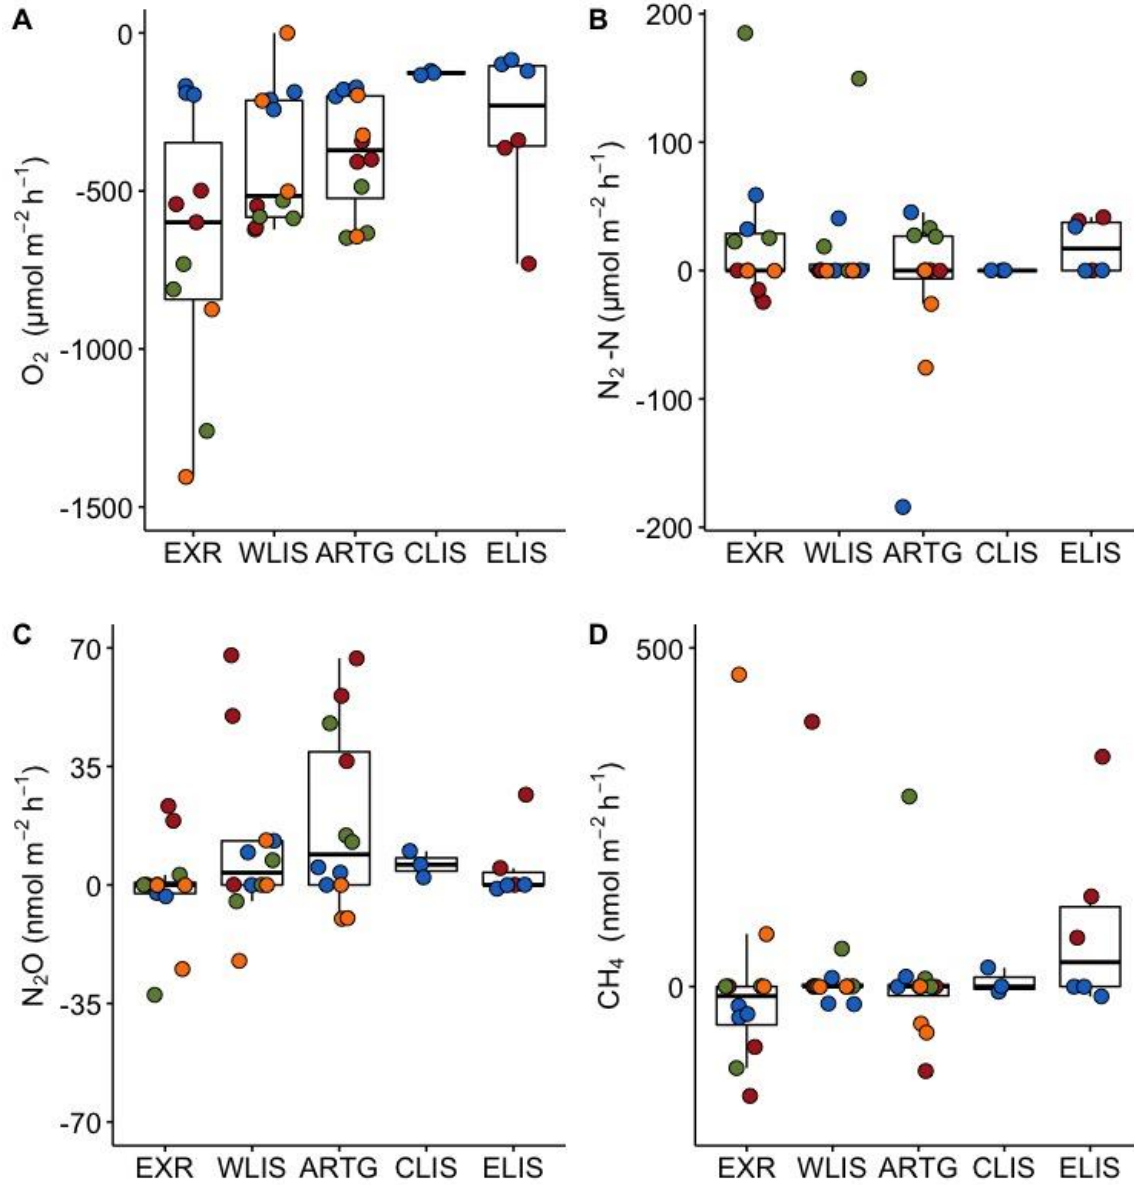 A
0
-500
-1000
-1500
O₂ (μmol m⁻² h⁻¹)
EXR WLIS ARTG CLIS ELIS
B
200
100
0
-100
-200
N₂ -N (μmol m⁻² h⁻¹)
EXR WLIS ARTG CLIS ELIS
C
70
35
0
-35
-70
N₂O (nmol m⁻² h⁻¹)
EXR WLIS ARTG CLIS ELIS
D
500
0
CH₄ (nmol m⁻² h⁻¹)
EXR WLIS ARTG CLIS ELIS